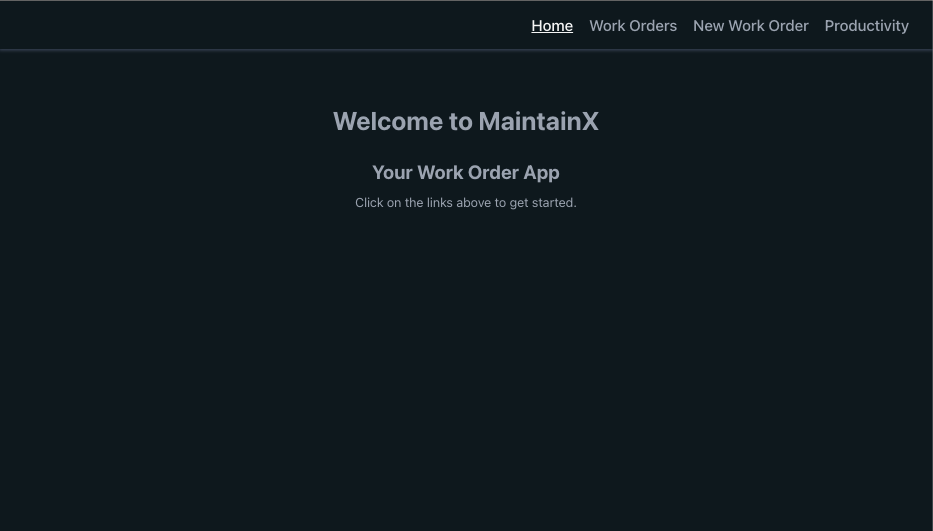 Home Work Orders New Work Order Productivity
Welcome to MaintainX
Your Work Order App
Click on the links above to get started.